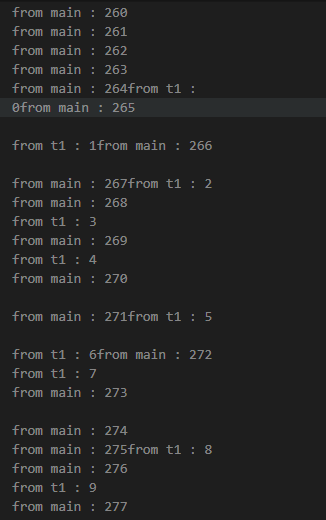 from main : 260
from main : 261
from main : 262
from main : 263
from main : 264from t1 :
0from main : 265
from t1 : 1from main : 266
from main : 267from t1 : 2
from main : 268
from t1 : 3
from main : 269
from t1 : 4
from main : 270
from main : 271from t1 : 5
from t1 : 6from main : 272
from t1 : 7
from main : 273
from main : 274
from main : 275from t1 : 8
from main : 276
from t1 : 9
from main : 277